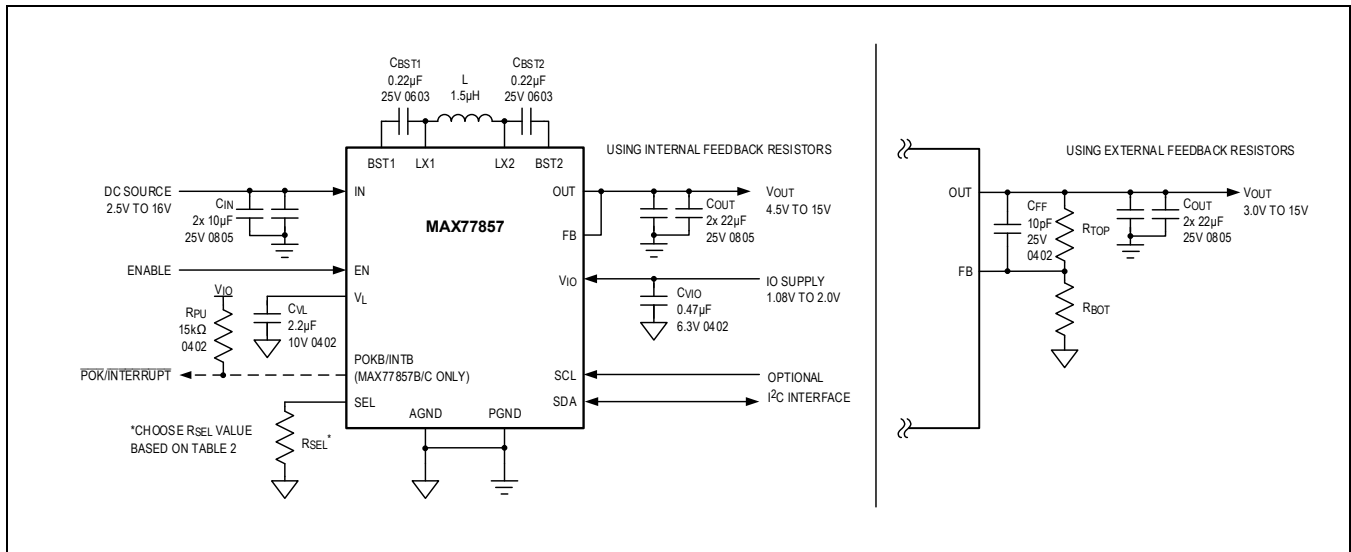 CBST1
0.22µF
25V 0603
L
1.5µH
CBST2
0.22µF
25V 0603
BST1
LX1
LX2
BST2
USING INTERNAL FEEDBACK RESISTORS
DC SOURCE
2.5V TO 16V
CIN
2x 10µF
25V 0805
IN
MAX77857
OUT
FB
COUT
2x 22µF
25V 0805
VOUT
4.5V TO 15V
ENABLE
EN
VIO
RPU
15kΩ
0402
VL
CVL
2.2µF
10V 0402
VIO
IO SUPPLY
1.08V TO 2.0V
CVIO
0.47µF
6.3V 0402
POK/INTERRUPT
POKB/INTB
(MAX77857B/C ONLY)
SEL
SCL
SDA
OPTIONAL
I²C INTERFACE
*CHOOSE RSEL VALUE
BASED ON TABLE 2
RSEL*
AGND
PGND
USING EXTERNAL FEEDBACK RESISTORS
OUT
CFF
10pF
25V
0402
RTOP
COUT
2x 22µF
25V 0805
VOUT
3.0V TO 15V
FB
RBOT